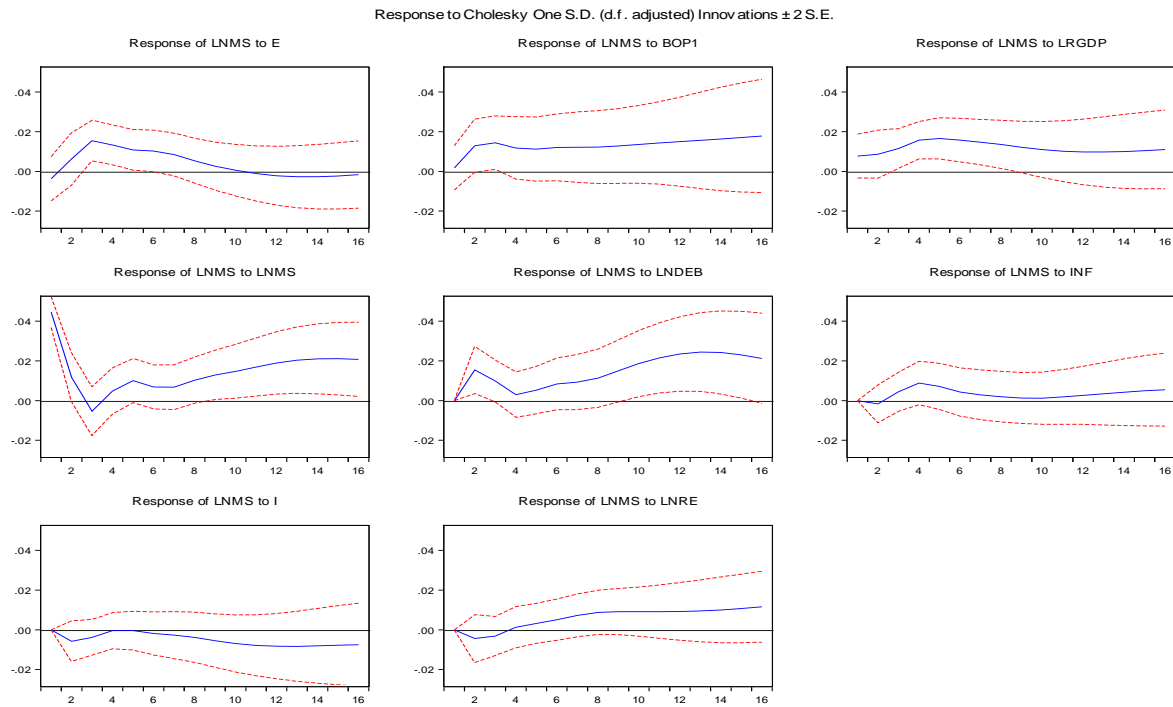 Response to Cholesky One S.D. (d.f. adjusted) Innovations ± 2 S.E.
Response of LNMS to E
Response of LNMS to BOP1
Response of LNMS to LRGDP
.04
.02
.00
-.02
2 4 6 8 10 12 14 16
.04
.02
.00
-.02
2 4 6 8 10 12 14 16
.04
.02
.00
-.02
2 4 6 8 10 12 14 16
Response of LNMS to LNMS
Response of LNMS to LNDEB
Response of LNMS to INF
.04
.02
.00
-.02
2 4 6 8 10 12 14 16
.04
.02
.00
-.02
2 4 6 8 10 12 14 16
.04
.02
.00
-.02
2 4 6 8 10 12 14 16
Response of LNMS to I
Response of LNMS to LNRE
.04
.02
.00
-.02
2 4 6 8 10 12 14 16
.04
.02
.00
-.02
2 4 6 8 10 12 14 16